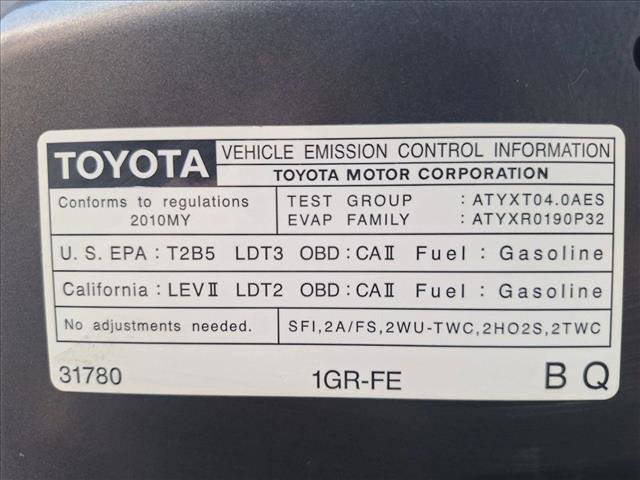 TOYOTA
VEHICLE EMISSION CONTROL INFORMATION
TOYOTA MOTOR CORPORATION
Conforms to regulations
2010MY
TEST GROUP : ATYXT04.0AES
EVAP FAMILY : ATYXR0190P32
U. S. EPA : T2B5 LDT3 OBD : CAⅡ Fuel : Gasoline
California : LEVⅡ LDT2 OBD : CAⅡ Fuel : Gasoline
No adjustments needed.
SFI,2A/FS,2WU-TWC,2HO2S,2TWC
31780 1GR-FE B Q